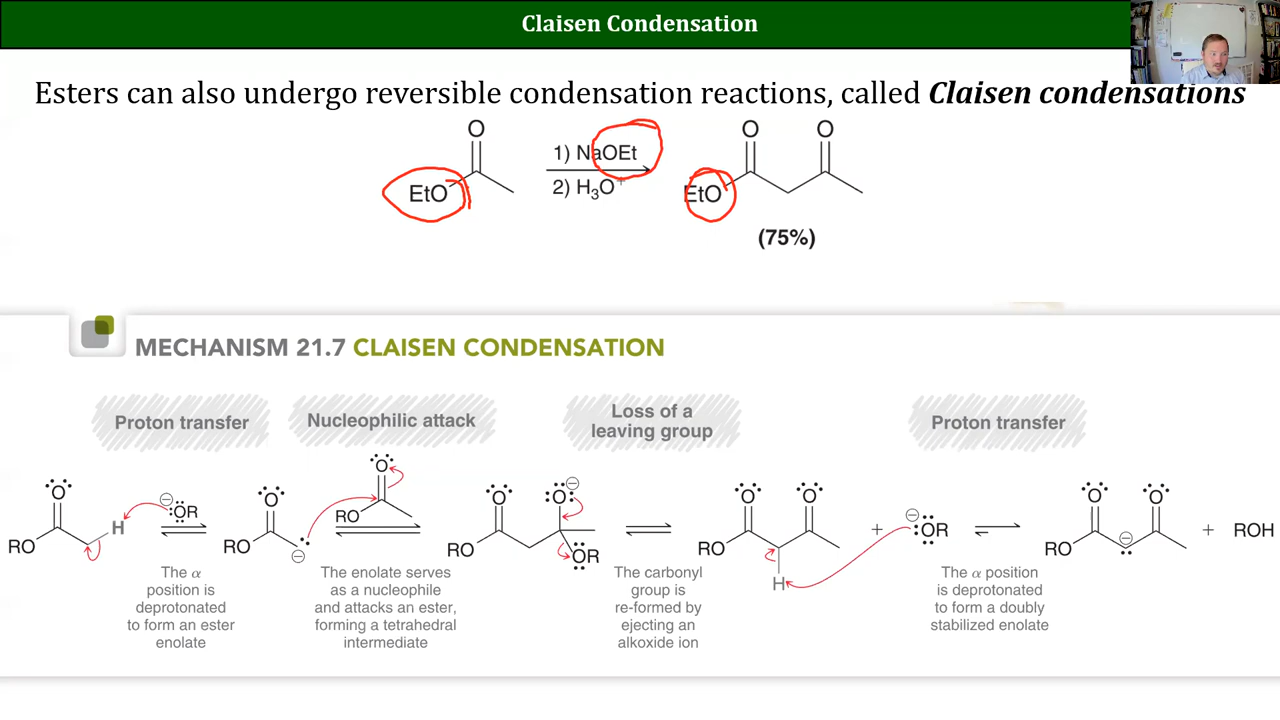 Claisen Condensation
Esters can also undergo reversible condensation reactions, called Claisen condensations
O
EtO
1) NaOEt
2) H3O+
O O
EtO
(75%)
MECHANISM 21.7 CLAISEN CONDENSATION
Proton transfer
Nucleophilic attack
Loss of a
leaving group
Proton transfer
O
RO
H
⊖
:OR
O
RO
⊖
O
RO
O
RO
O
⊖
OR
O O
RO
H
+
⊖
:OR
O O
RO
⊖
+ ROH
The α
position is
deprotonated
to form an ester
enolate
The enolate serves
as a nucleophile
and attacks an ester,
forming a tetrahedral
intermediate
The carbonyl
group is
re-formed by
ejecting an
alkoxide ion
The α position
is deprotonated
to form a doubly
stabilized enolate